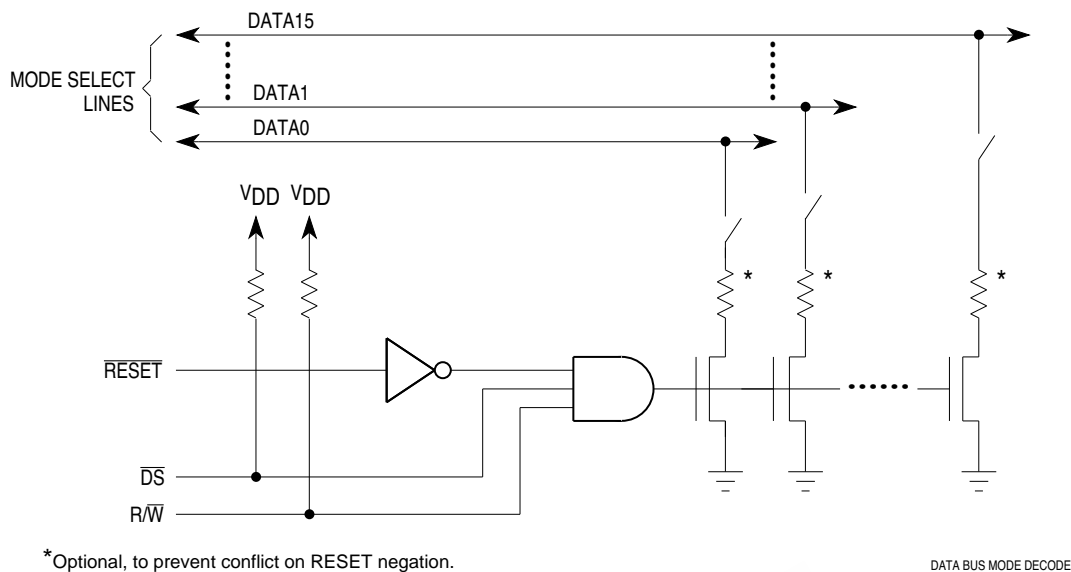 DATA15
MODE SELECT
LINES
DATA1
DATA0
VDD VDD
* * *
RESET
DS
R/W
*Optional, to prevent conflict on RESET negation.
DATA BUS MODE DECODE